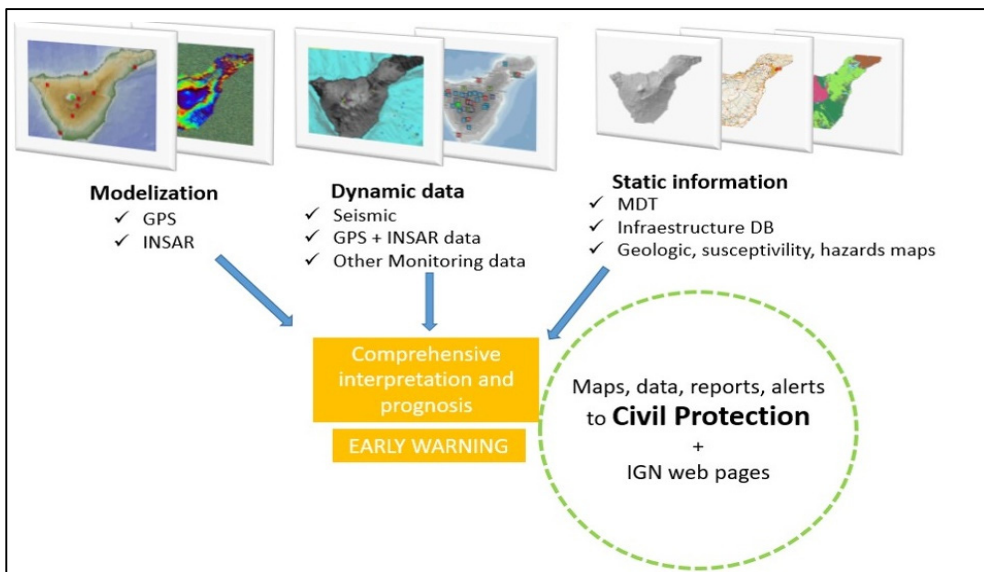 Modelization
✓ GPS
✓ INSAR
Dynamic data
✓ Seismic
✓ GPS + INSAR data
✓ Other Monitoring data
Static information
✓ MDT
✓ Infraestructure DB
✓ Geologic, susceptivility, hazards maps
Comprehensive
interpretation and
prognosis
EARLY WARNING
Maps, data, reports, alerts
to Civil Protection
+
IGN web pages